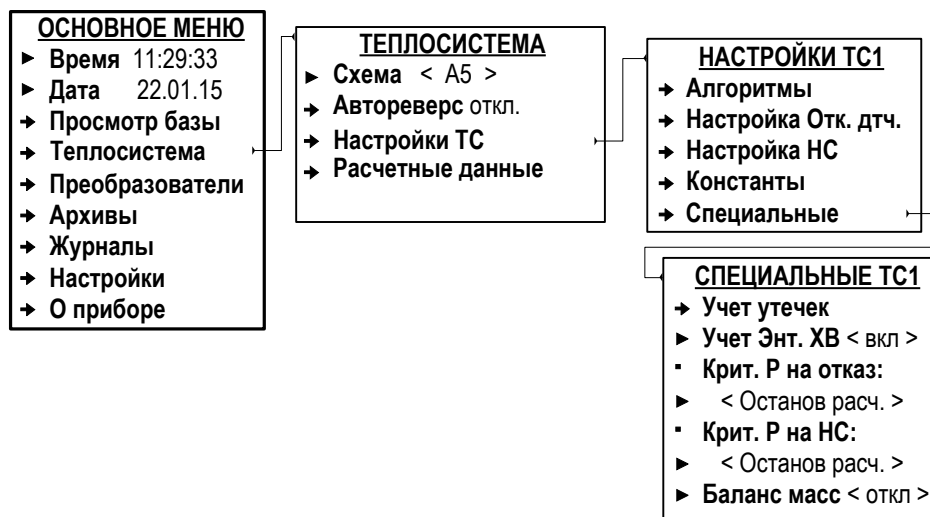 ОСНОВНОЕ МЕНЮ
Время 11:29:33
Дата 22.01.15
Просмотр базы
Теплосистема
Преобразователи
Архивы
Журналы
Настройки
О приборе
ТЕПЛОСИСТЕМА
Схема < А5 >
Автореверс откл.
Настройки ТС
Расчетные данные
НАСТРОЙКИ ТС1
Алгоритмы
Настройка Отк. дтч.
Настройка НС
Константы
Специальные
СПЕЦИАЛЬНЫЕ ТС1
Учет утечек
Учет Энт. ХВ < вкл >
Крит. Р на отказ:
< Останов расч. >
Крит. Р на НС:
< Останов расч. >
Баланс масс < откл >